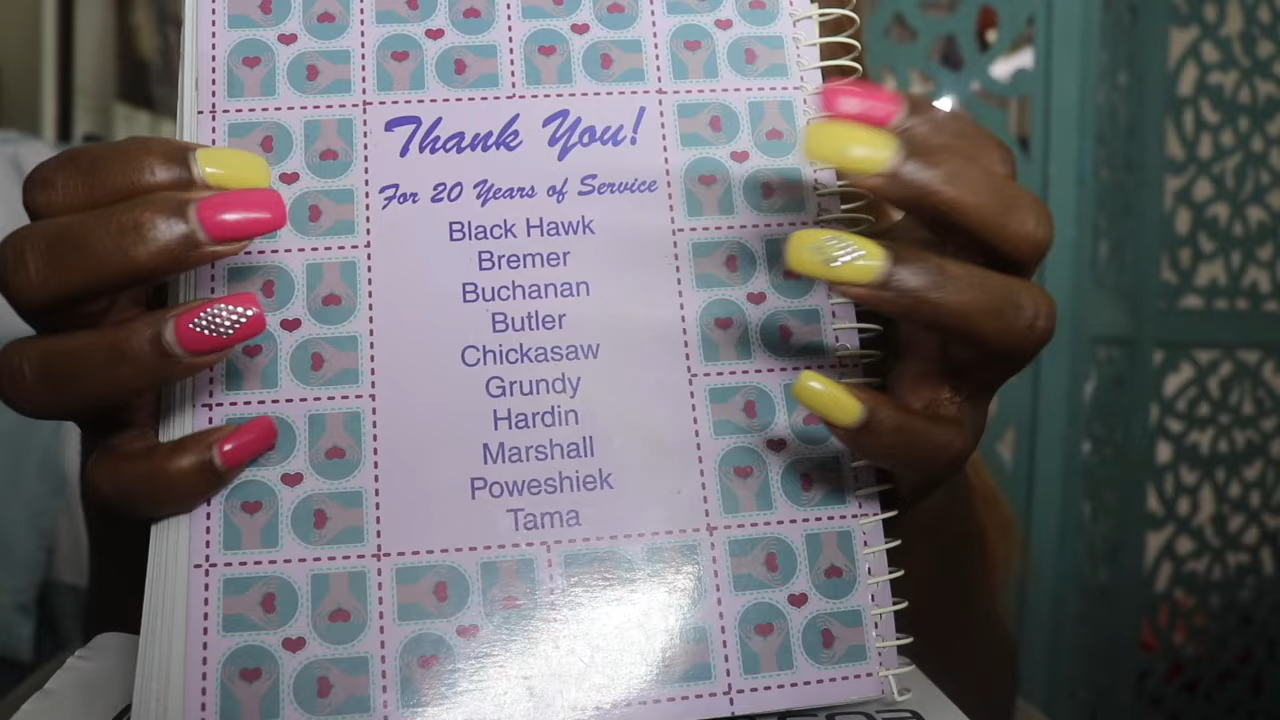 Thank You!
For 20 Years of Service
Black Hawk
Bremer
Buchanan
Butler
Chickasaw
Grundy
Hardin
Marshall
Poweshiek
Tama